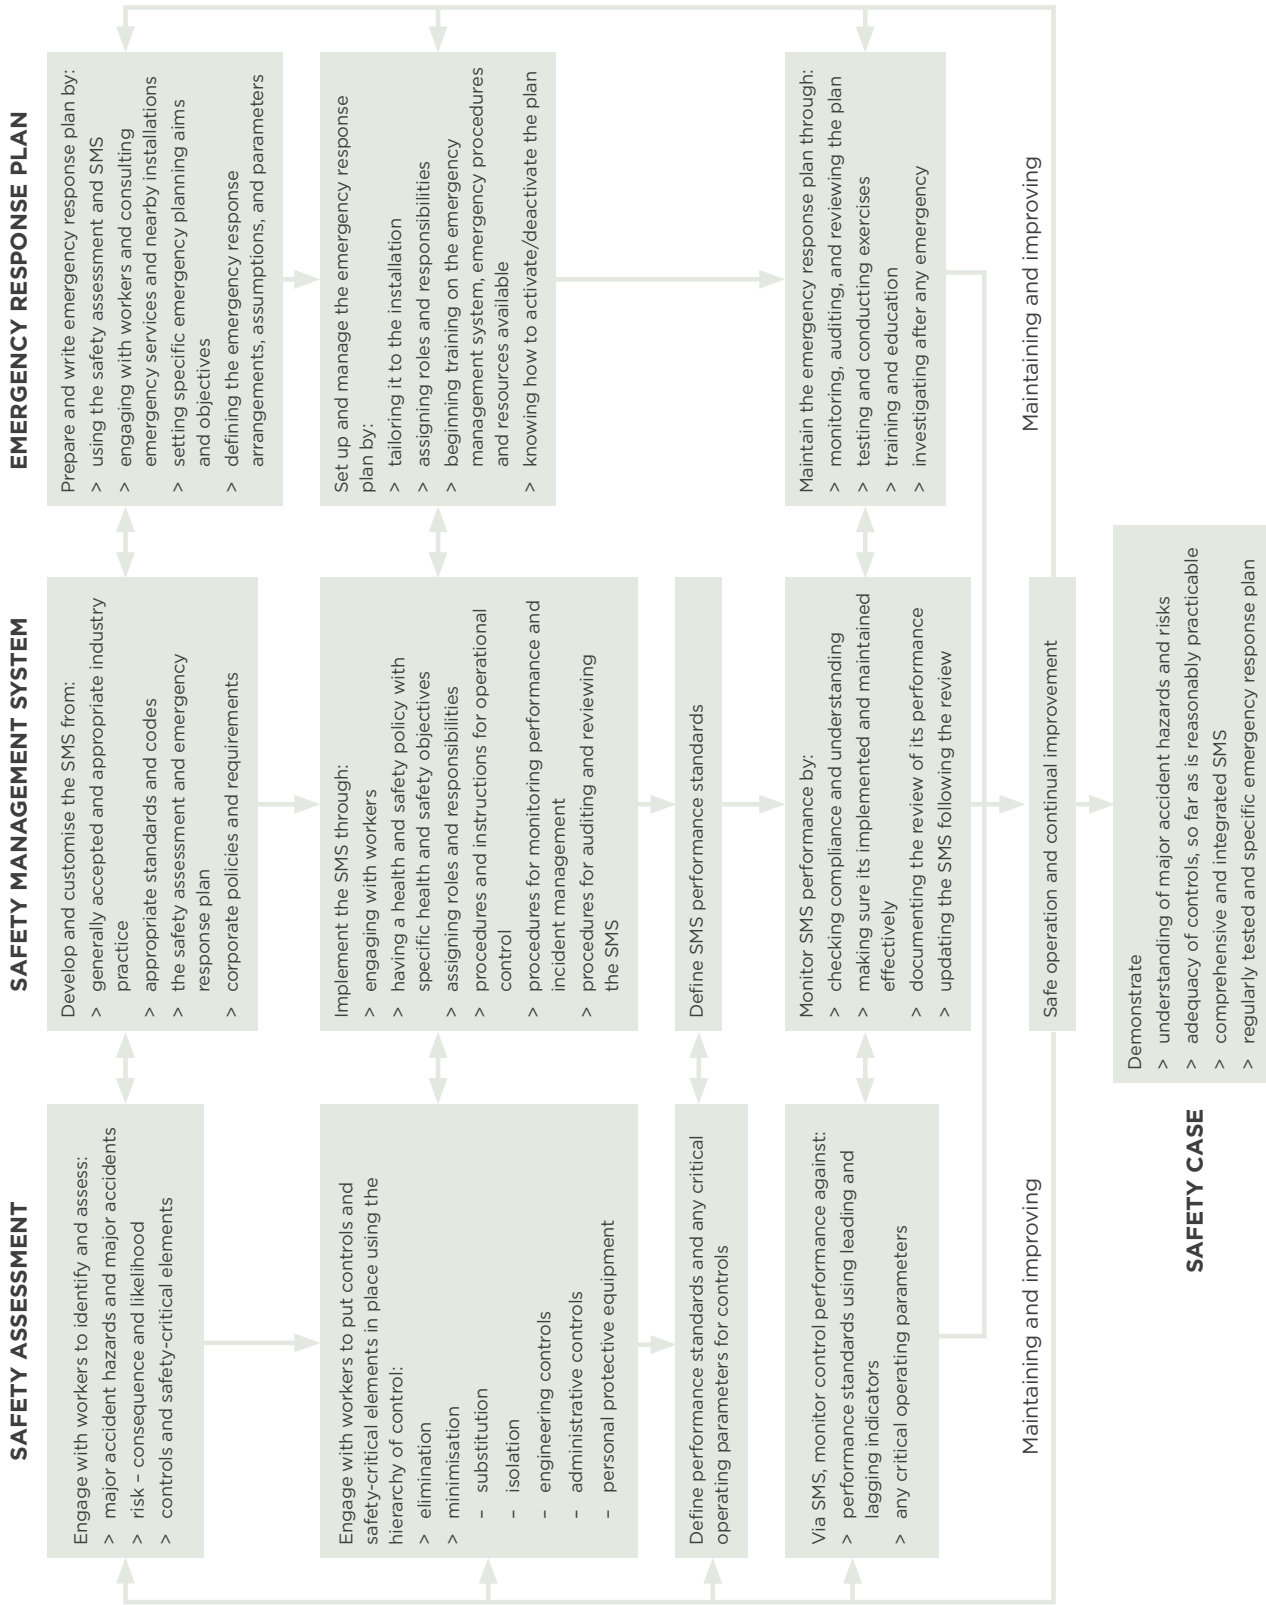 SAFETY ASSESSMENT
Engage with workers to identify and assess:
> major accident hazards and major accidents
> risk – consequence and likelihood
> controls and safety-critical elements
Engage with workers to put controls and
safety-critical elements in place using the
hierarchy of control:
> elimination
> minimisation
– substitution
– isolation
– engineering controls
– administrative controls
– personal protective equipment
Define performance standards and any critical
operating parameters for controls
Via SMS, monitor control performance against:
> performance standards using leading and
lagging indicators
> any critical operating parameters
Maintaining and improving
SAFETY MANAGEMENT SYSTEM
Develop and customise the SMS from:
> generally accepted and appropriate industry
practice
> appropriate standards and codes
> the safety assessment and emergency
response plan
> corporate policies and requirements
Implement the SMS through:
> engaging with workers
> having a health and safety policy with
specific health and safety objectives
> assigning roles and responsibilities
> procedures and instructions for operational
control
> procedures for monitoring performance and
incident management
> procedures for auditing and reviewing
the SMS
Define SMS performance standards
Monitor SMS performance by:
> checking compliance and understanding
> making sure its implemented and maintained
effectively
> documenting the review of its performance
> updating the SMS following the review
Safe operation and continual improvement
EMERGENCY RESPONSE PLAN
Prepare and write emergency response plan by:
> using the safety assessment and SMS
> engaging with workers and consulting
emergency services and nearby installations
> setting specific emergency planning aims
and objectives
> defining the emergency response
arrangements, assumptions, and parameters
Set up and manage the emergency response
plan by:
> tailoring it to the installation
> assigning roles and responsibilities
> beginning training on the emergency
management system, emergency procedures
and resources available
> knowing how to activate/deactivate the plan
Maintain the emergency response plan through:
> monitoring, auditing, and reviewing the plan
> testing and conducting exercises
> training and education
> investigating after any emergency
Maintaining and improving
SAFETY CASE
Demonstrate
> understanding of major accident hazards and risks
> adequacy of controls, so far as is reasonably practicable
> comprehensive and integrated SMS
> regularly tested and specific emergency response plan